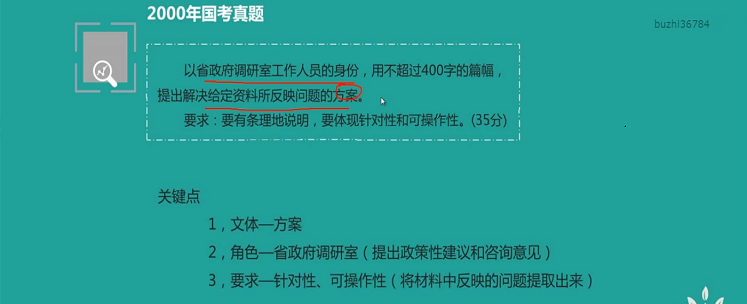 2000年国考真题
buzhi36784
以省政府调研室工作人员的身份，用不超过400字的篇幅，
提出解决给定资料所反映问题的方案。
要求：要有条理地说明，要体现针对性和可操作性。(35分)
关键点
1，文体—方案
2，角色—省政府调研室（提出政策性建议和咨询意见）
3，要求—针对性、可操作性（将材料中反映的问题提取出来）